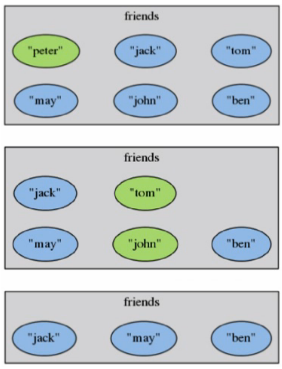 friends
"peter" "jack" "tom"
"may" "john" "ben"
friends
"jack" "tom"
"may" "john" "ben"
friends
"jack" "may" "ben"